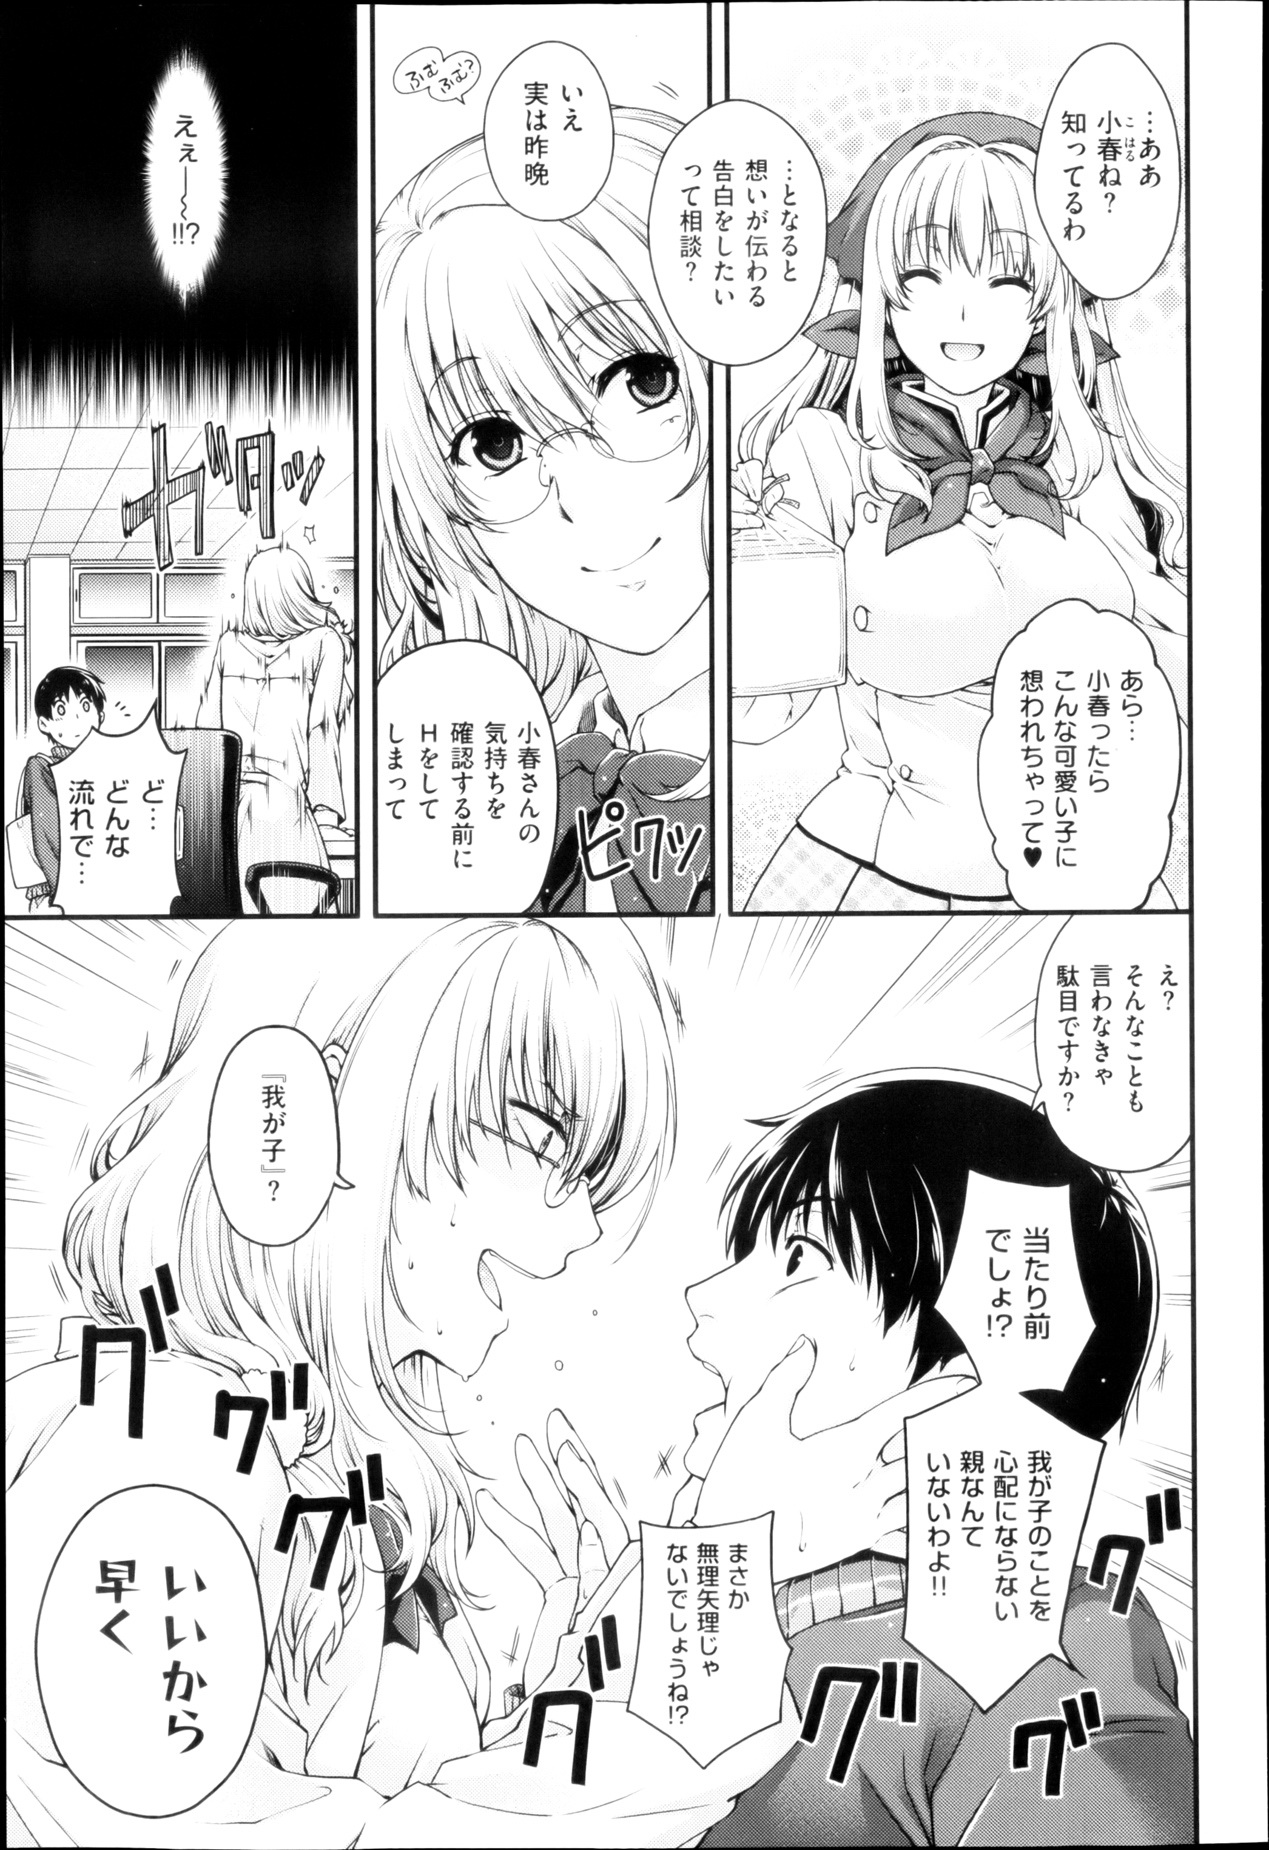 …ああ
小春ね?
こはる
知ってるわ
あら…
小春ったら
こんな可愛い子に
想われちゃって♥
…となると
想いが伝わる
告白をしたい
って相談?
いえ
実は昨晩
ふむ
ふむ?
小春さんの
気持ちを
確認する前に
Hをして
しまって
ピクッ
えぇー〜!!?
ガタッ
ど…
どんな
流れで…
え?
そんなことも
言わなきゃ
駄目ですか?
当たり前
でしょ!?
我が子のことを
心配にならない
親なんて
いないわよ!!
まさか
無理矢理じゃ
ないでしょうね!?
『我が子』?
いいから
早く
グ
グ
グ
グ
グ
グ